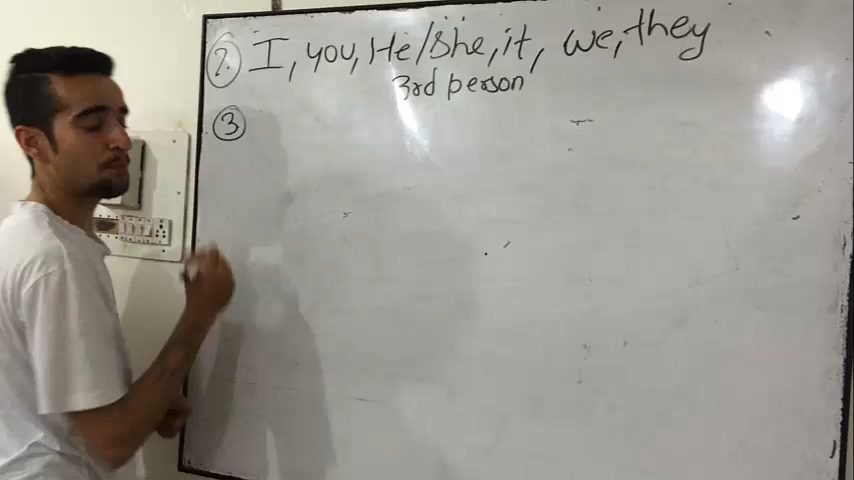 2. I, you, He/she, it, we, they
3rd person
3